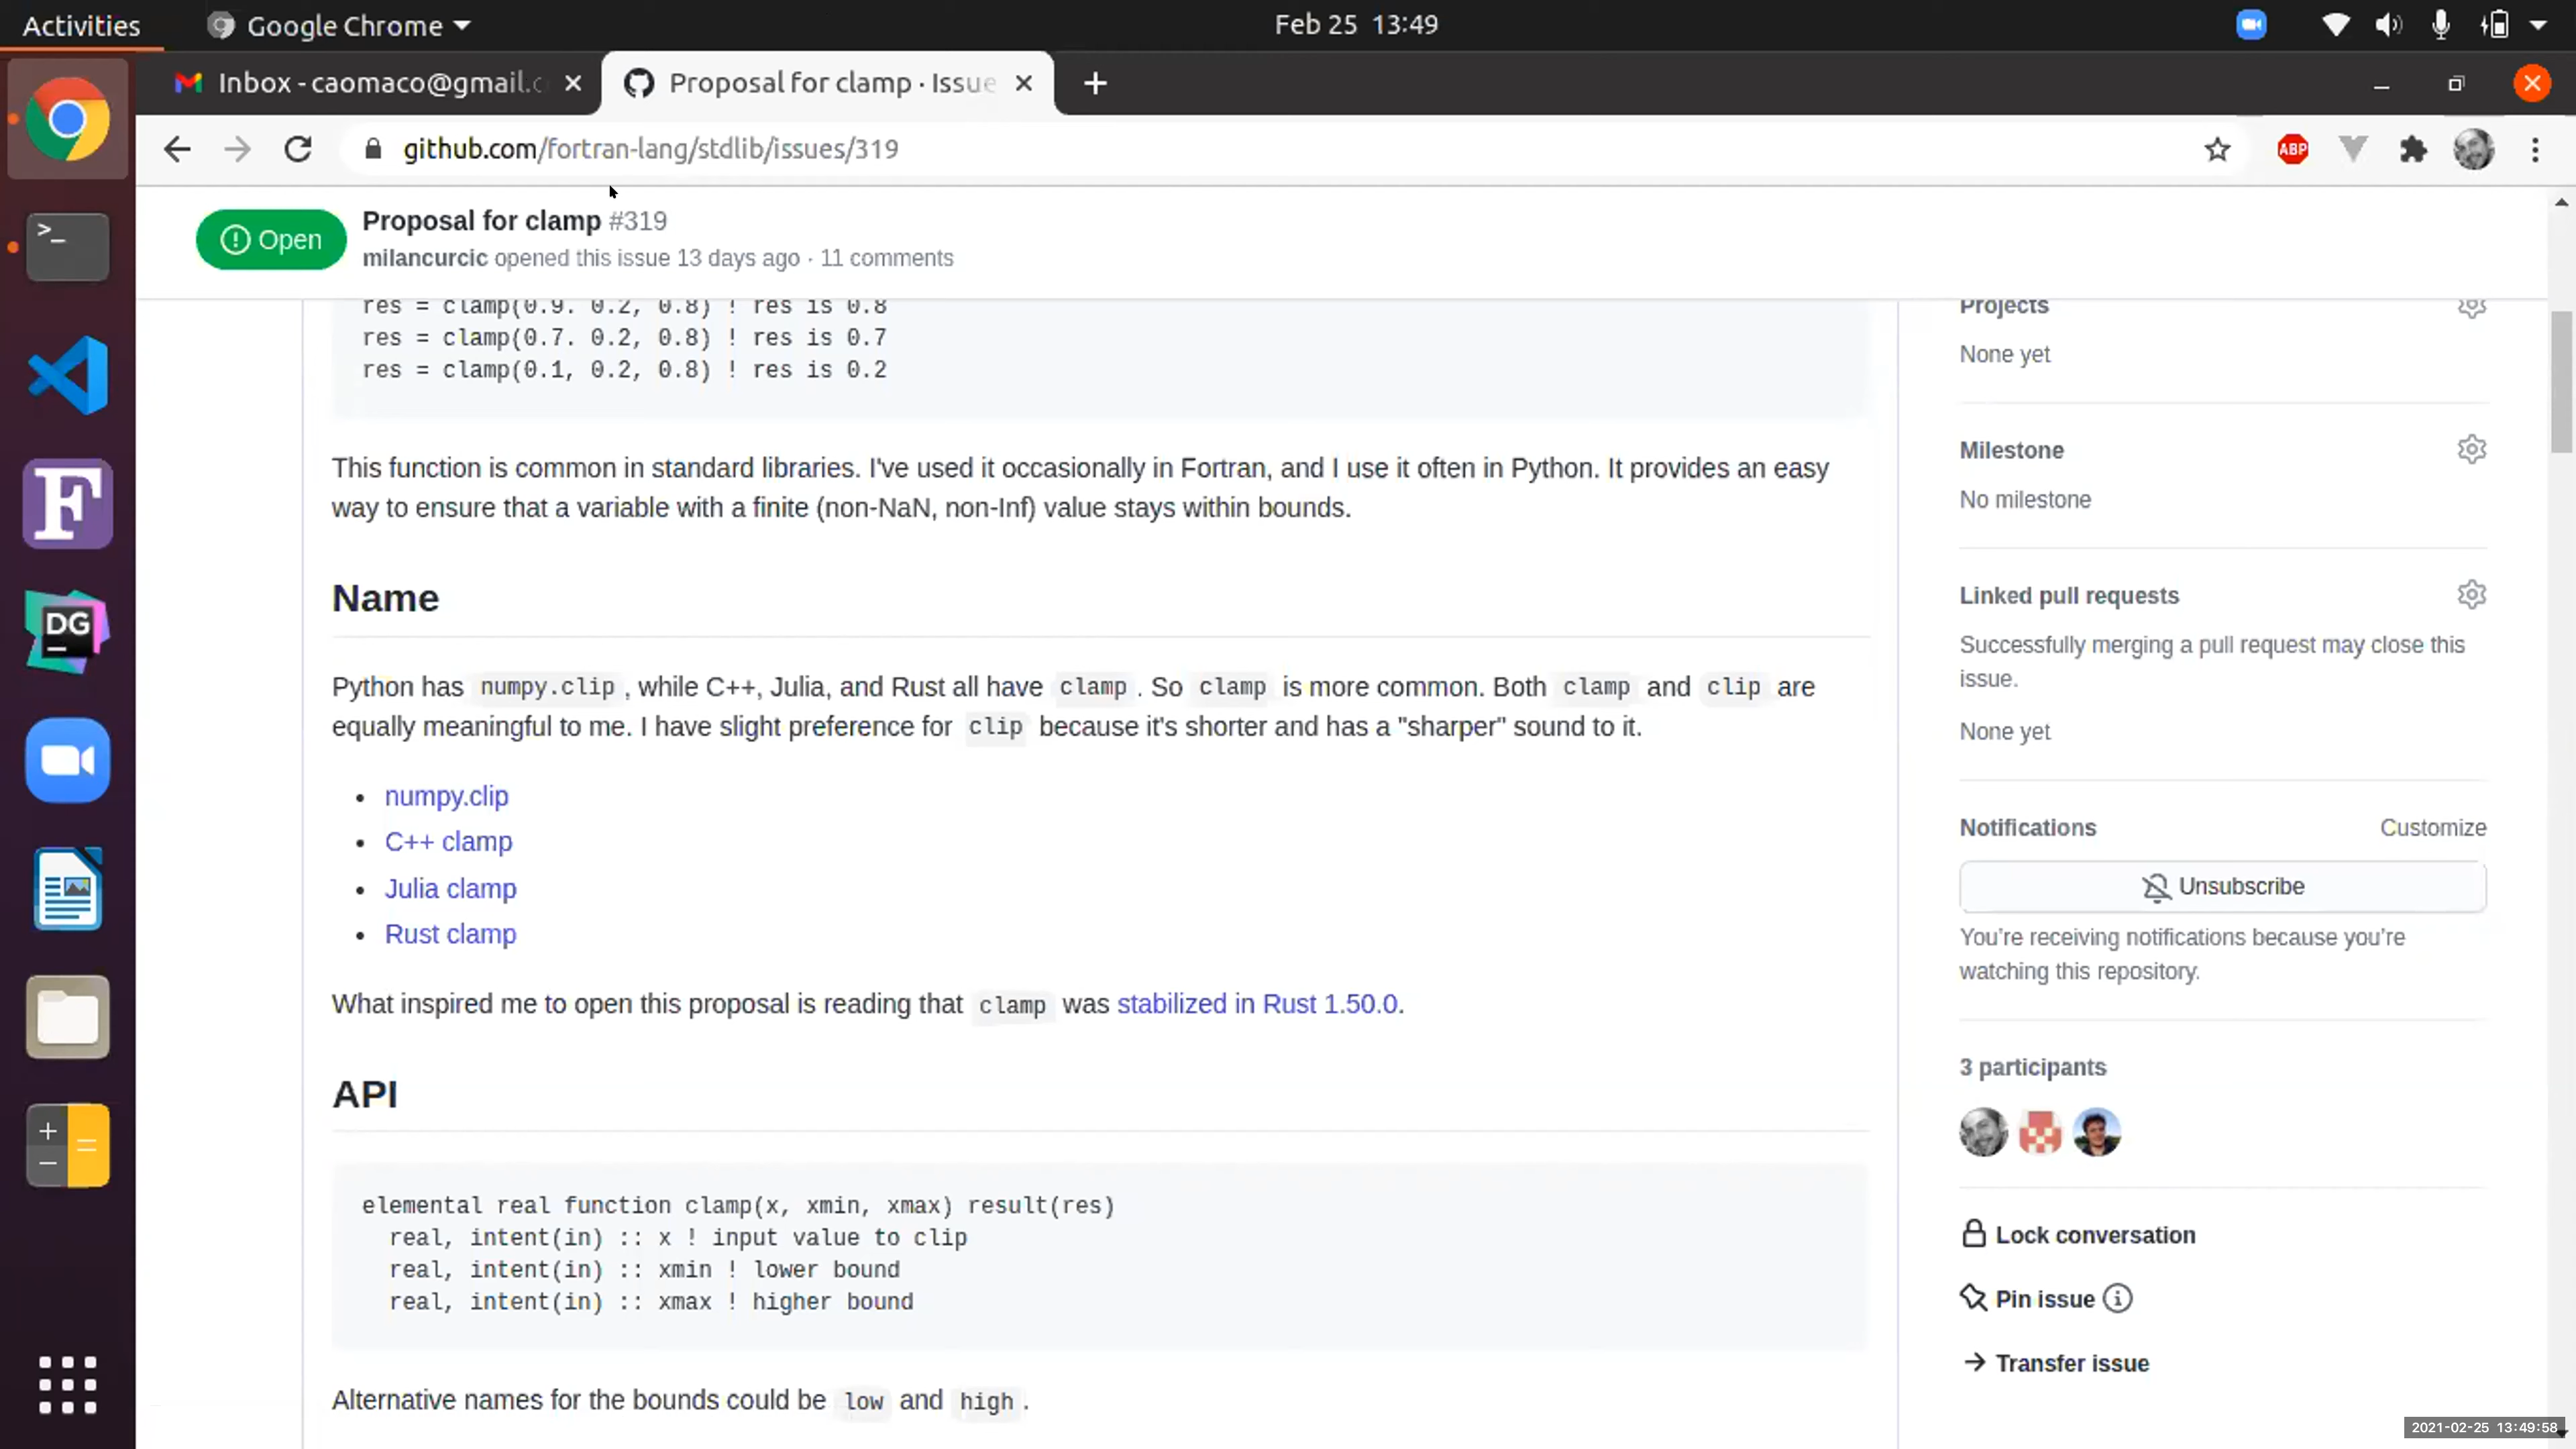 Activities
Google Chrome
Feb 25 13:49
Inbox - caomaco@gmail.c
Proposal for clamp · Issue
github.com/fortran-lang/stdlib/issues/319
ABP
Open
Proposal for clamp #319
milancurcic opened this issue 13 days ago · 11 comments
res = clamp(0.9. 0.2, 0.8) ! res is 0.8
res = clamp(0.7. 0.2, 0.8) ! res is 0.7
res = clamp(0.1, 0.2, 0.8) ! res is 0.2
This function is common in standard libraries. I've used it occasionally in Fortran, and I use it often in Python. It provides an easy
way to ensure that a variable with a finite (non-NaN, non-Inf) value stays within bounds.
Name
Python has numpy.clip , while C++, Julia, and Rust all have clamp . So clamp is more common. Both clamp and clip are
equally meaningful to me. I have slight preference for clip because it's shorter and has a "sharper" sound to it.
• numpy.clip
• C++ clamp
• Julia clamp
• Rust clamp
What inspired me to open this proposal is reading that clamp was stabilized in Rust 1.50.0.
API
elemental real function clamp(x, xmin, xmax) result(res)
real, intent(in) :: x ! input value to clip
real, intent(in) :: xmin ! lower bound
real, intent(in) :: xmax ! higher bound
Alternative names for the bounds could be low and high .
Projects
None yet
Milestone
No milestone
Linked pull requests
Successfully merging a pull request may close this
issue.
None yet
Notifications
Customize
Unsubscribe
You're receiving notifications because you're
watching this repository.
3 participants
Lock conversation
Pin issue
Transfer issue
F
DG
2021-02-25 13:49:58